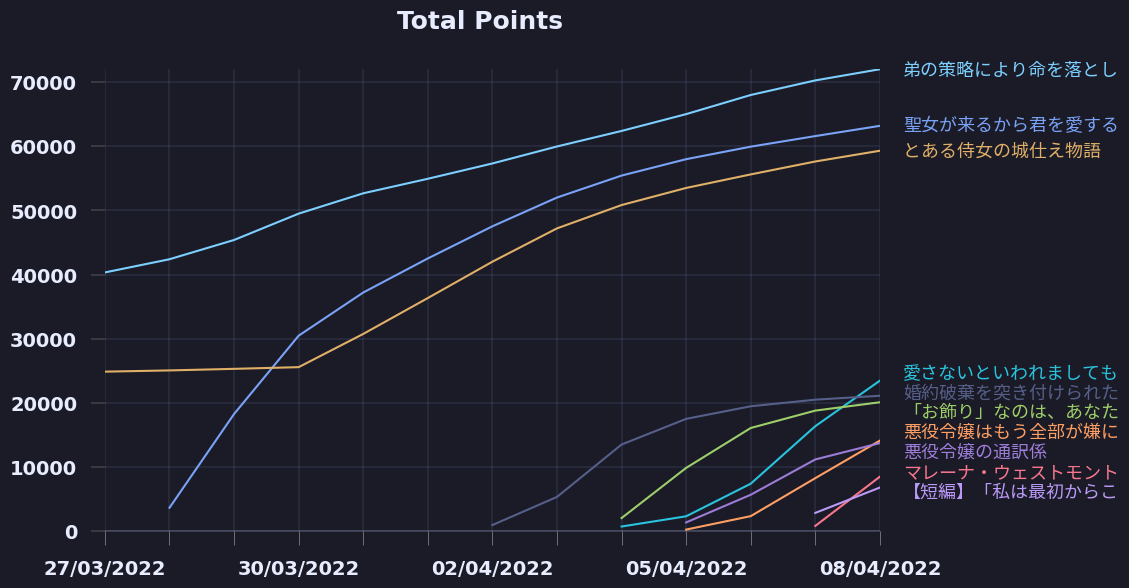 Total Points
70000
60000
50000
40000
30000
20000
10000
0
27/03/2022
30/03/2022
02/04/2022
05/04/2022
08/04/2022
弟の策略により命を落とし
聖女が来るから君を愛する
とある侍女の城仕え物語
愛さないといわれましても
婚約破棄を突き付けられた
「お飾り」なのは、あなた
悪役令嬢はもう全部が嫌に
悪役令嬢の通訳係
マレーナ・ウェストモント
【短編】「私は最初からこ